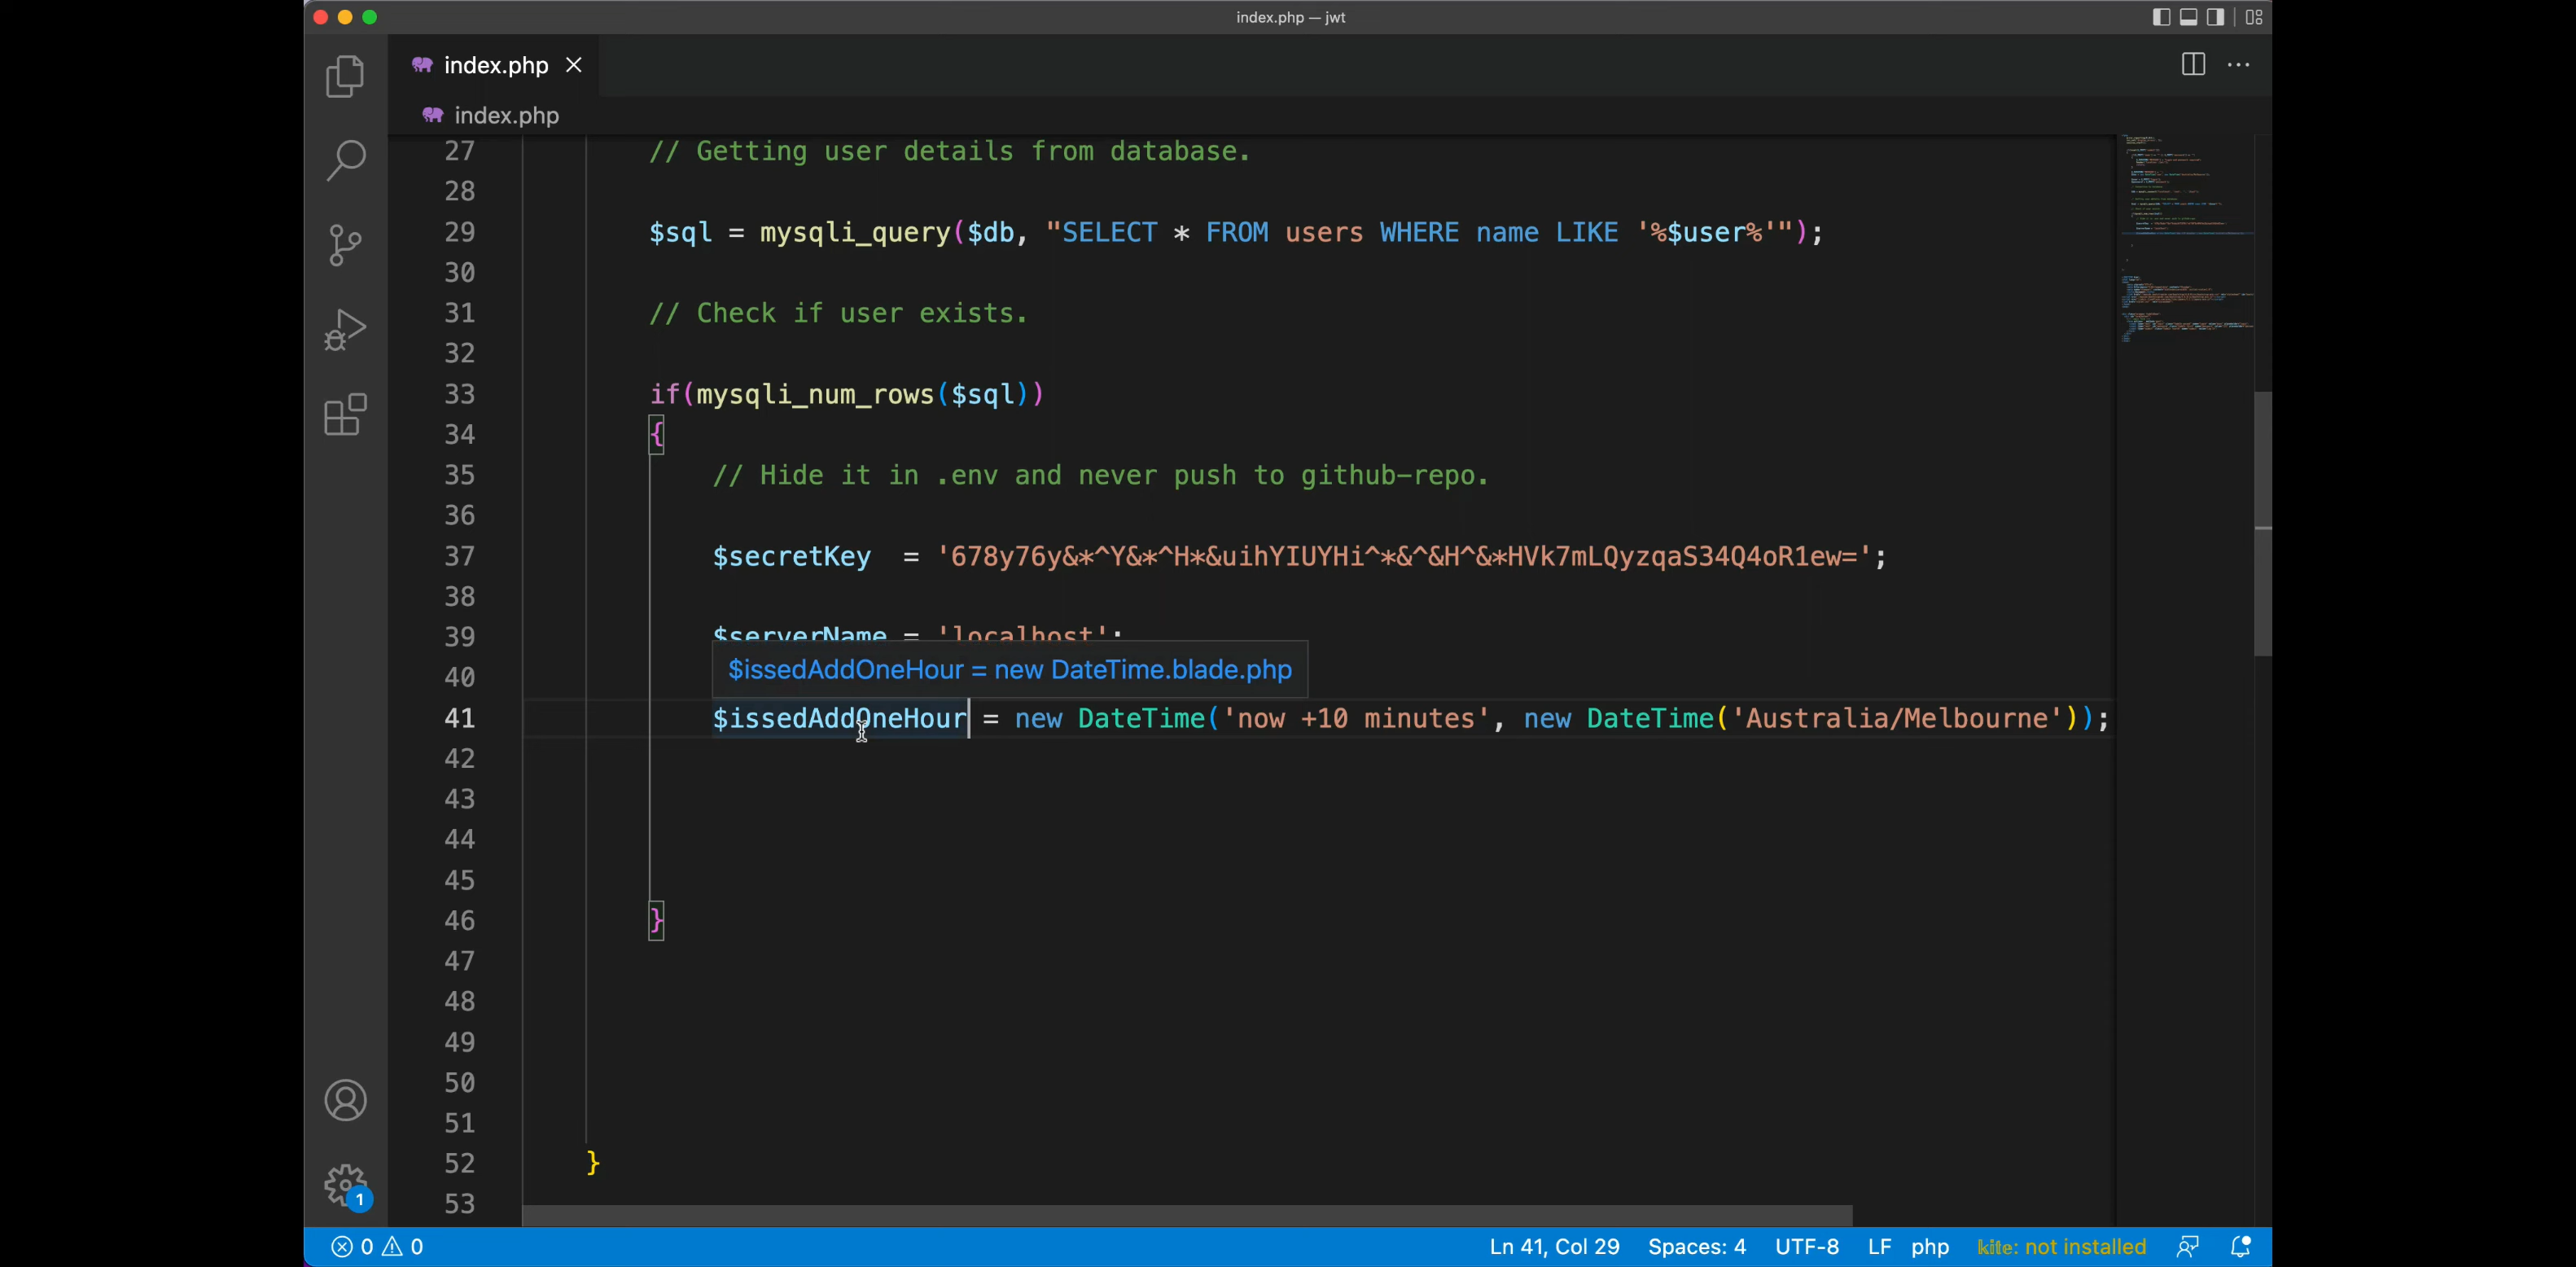 index.php — jwt
index.php
index.php
27 // Getting user details from database.
28
29 $sql = mysqli_query($db, "SELECT * FROM users WHERE name LIKE '%$user%'");
30
31 // Check if user exists.
32
33 if(mysqli_num_rows($sql))
34 {
35 // Hide it in .env and never push to github-repo.
36
37 $secretKey = '678y76y&*^Y&*^H*&uihYIUYHi^*&^&H^&*HVk7mLQyzqaS34Q4oR1ew=';
38
39 $serverName = 'localhost';
$issedAddOneHour = new DateTime.blade.php
40
41 $issedAddOneHour = new DateTime('now +10 minutes', new DateTime('Australia/Melbourne'));
42
43
44
45
46 }
47
48
49
50
51
52 }
53
1
0 0 Ln 41, Col 29 Spaces: 4 UTF-8 LF php kite: not installed